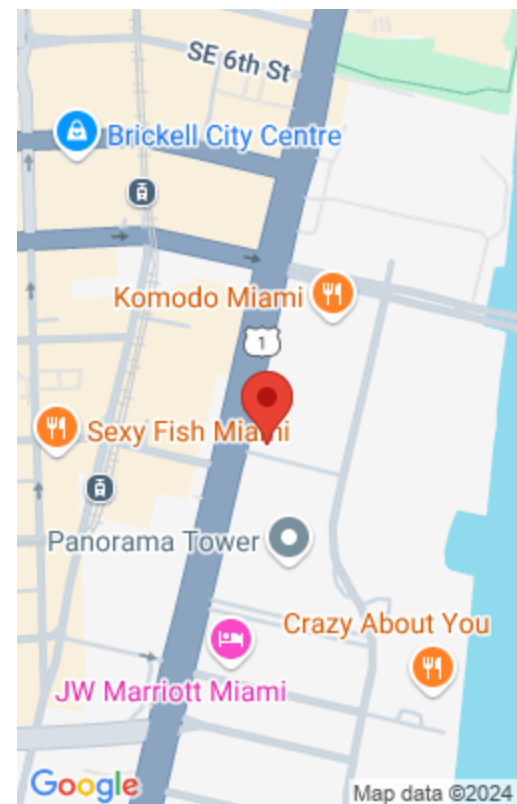 SE 6th St
Brickell City Centre
Komodo Miami
1
Sexy Fish Miami
Panorama Tower
Crazy About You
JW Marriott Miami
Google
Map data ©2024